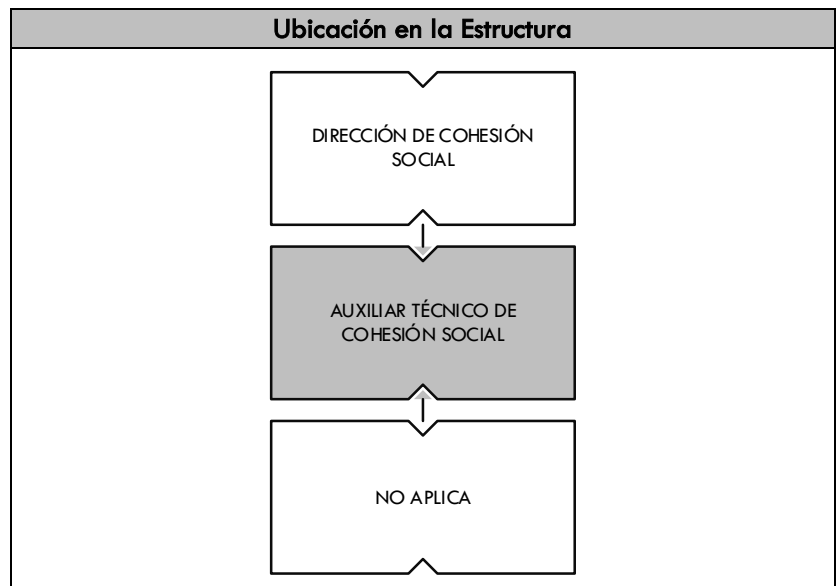 Ubicación en la Estructura
DIRECCIÓN DE COHESIÓN
SOCIAL
AUXILIAR TÉCNICO DE
COHESIÓN SOCIAL
NO APLICA